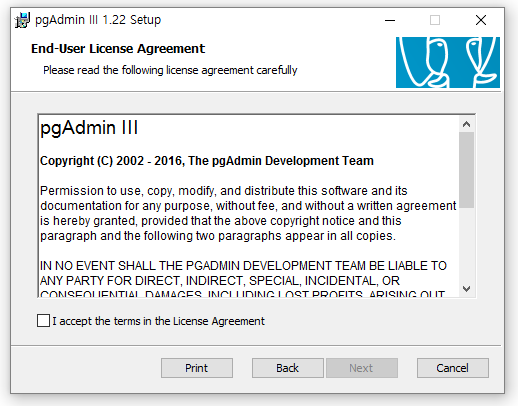 pgAdmin III 1.22 Setup
End-User License Agreement
Please read the following license agreement carefully
pgAdmin III
Copyright (C) 2002 - 2016, The pgAdmin Development Team
Permission to use, copy, modify, and distribute this software and its
documentation for any purpose, without fee, and without a written agreement
is hereby granted, provided that the above copyright notice and this
paragraph and the following two paragraphs appear in all copies.
IN NO EVENT SHALL THE PGADMIN DEVELOPMENT TEAM BE LIABLE TO
ANY PARTY FOR DIRECT, INDIRECT, SPECIAL, INCIDENTAL, OR
CONSEQUENTIAL DAMAGES, INCLUDING LOST PROFITS, ARISING OUT
I accept the terms in the License Agreement
Print
Back
Next
Cancel